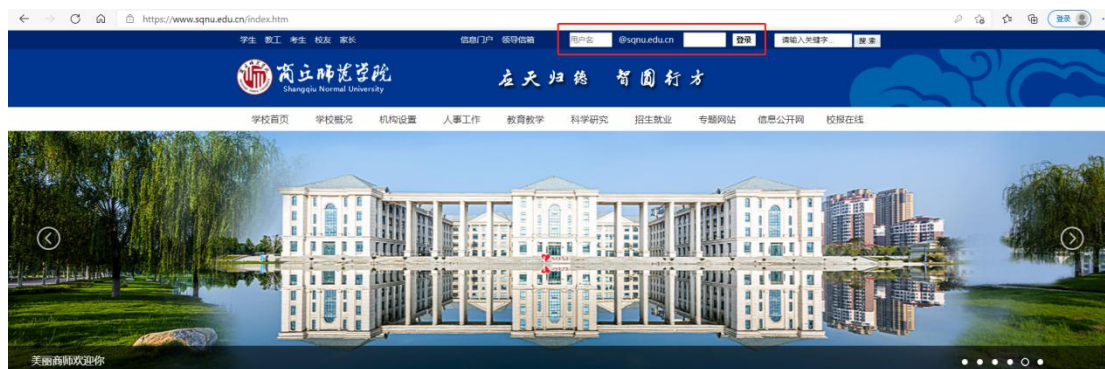 https://www.sqnu.edu.cn/index.htm
登录
学生 教工 考生 校友 家长 信息门户 领导信箱 用户名 @sqnu.edu.cn 登录 请输入关键字... 搜索
商丘师范学院 应天归德 智圆行方
Shangqiu Normal University
学校首页 学校概况 机构设置 人事工作 教育教学 科学研究 招生就业 专题网站 信息公开网 校报在线
美丽商师欢迎你